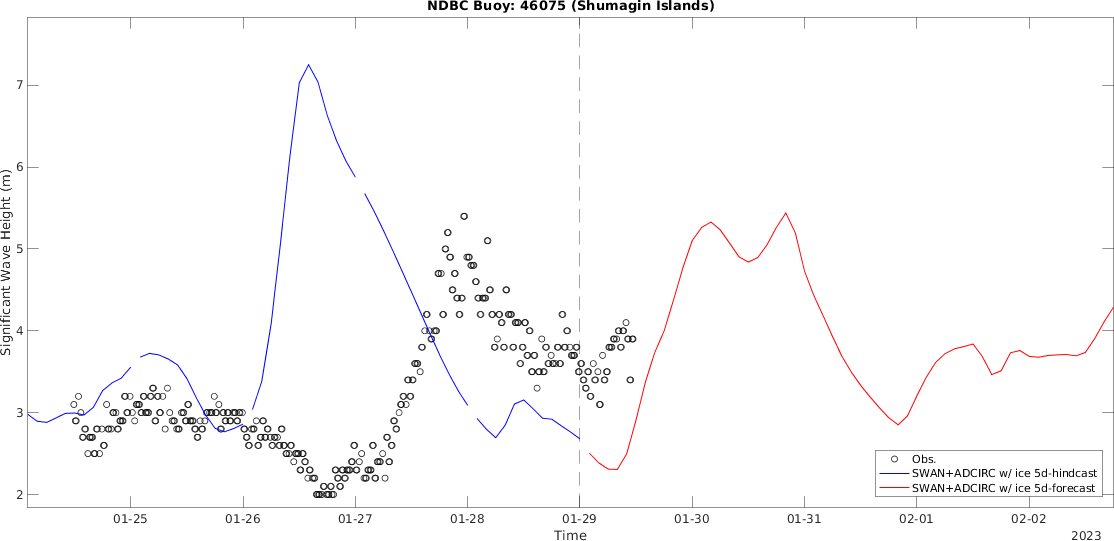 NDBC Buoy: 46075 (Shumagin Islands)
Significant Wave Height (m)
7
6
5
4
3
2
Obs.
SWAN+ADCIRC w/ ice 5d-hindcast
SWAN+ADCIRC w/ ice 5d-forecast
01-25 01-26 01-27 01-28 01-29 01-30 01-31 02-01 02-02
Time
2023